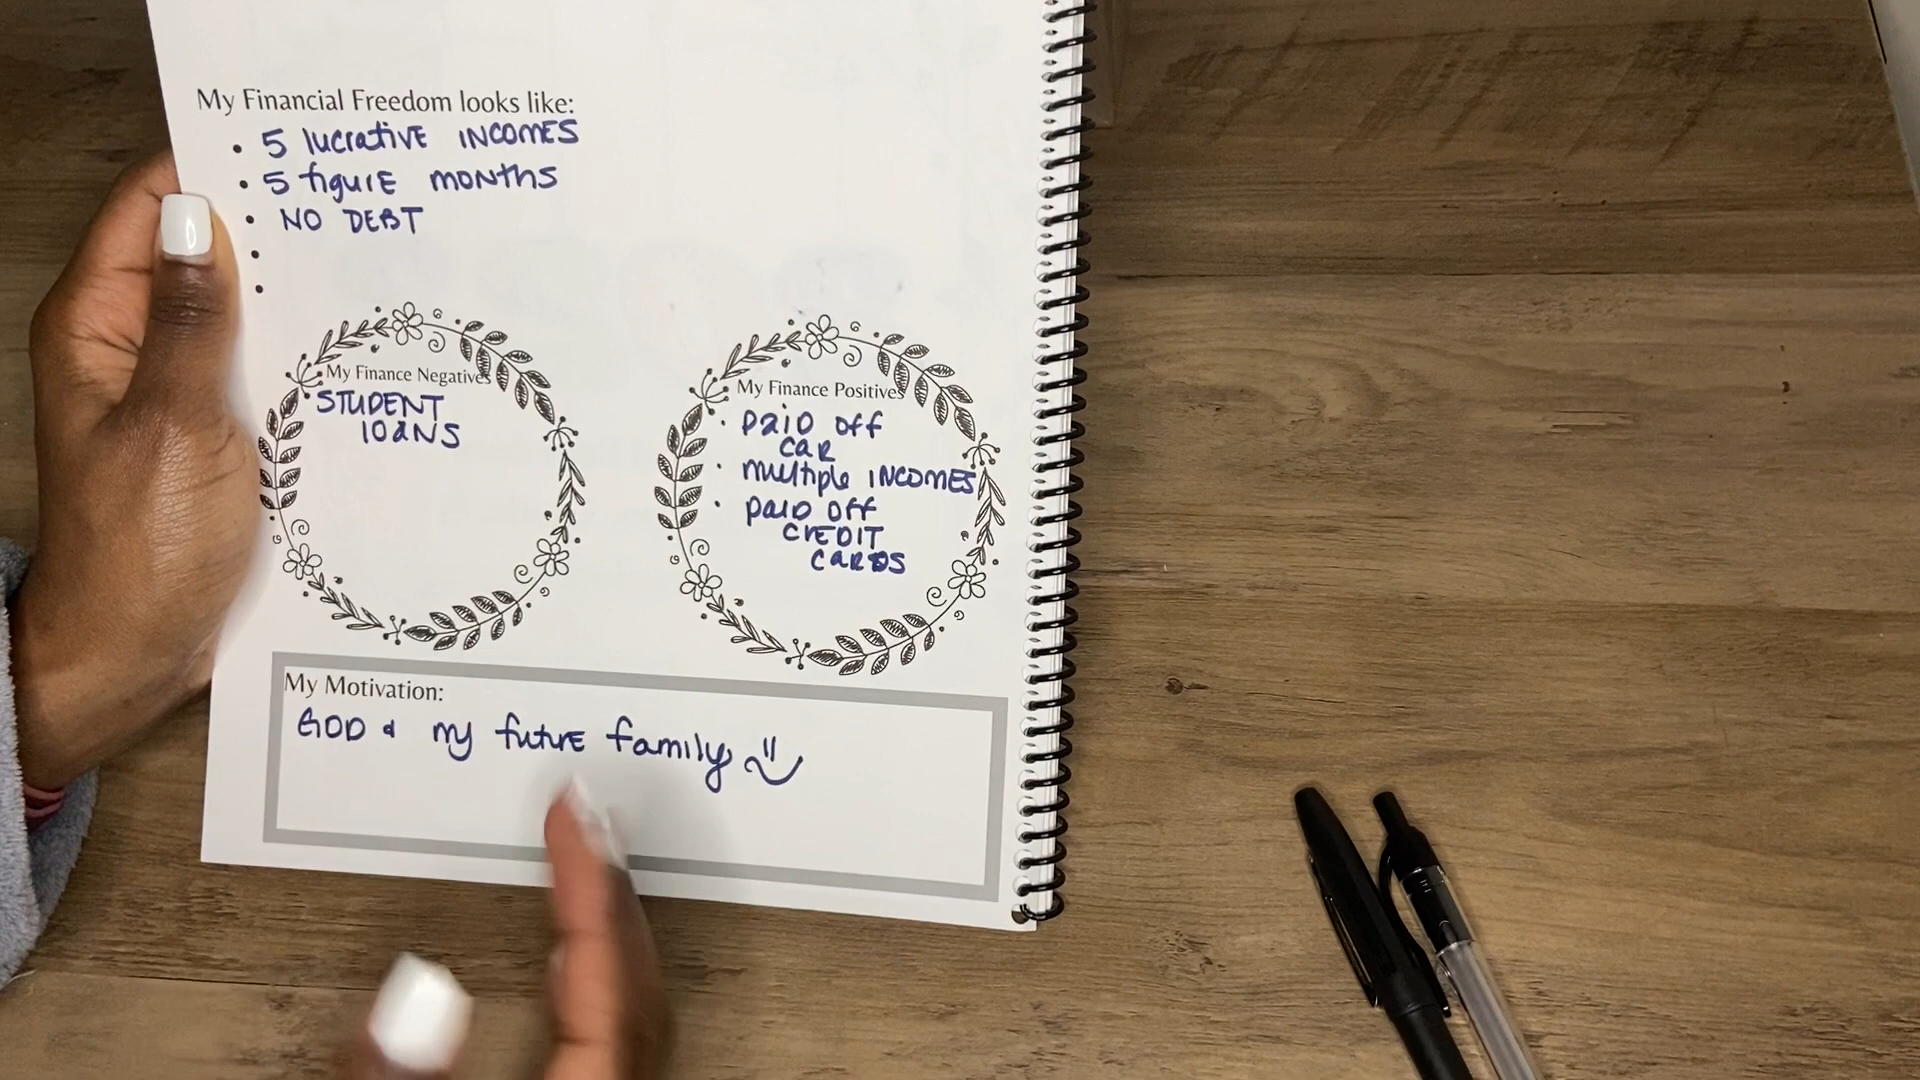 My Financial Freedom looks like:
• 5 lucrative INCOMES
• 5 figure months
• NO DEBT
•
•
My Finance Negatives
STUDENT
loans
My Finance Positives
• paid off
car
• multiple INCOMES
• paid off
CREDIT
cards
My Motivation:
GOD & my future family